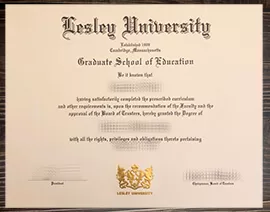 Lesley University
Established 1909
Cambridge, Massachusetts
Graduate School of Education
Be it known that
having satisfactorily completed the prescribed curriculum
and other requirements is, upon the recommendation of the Faculty and the
approval of the Board of Trustees, hereby granted the Degree of
with all the rights, privileges and obligations thereto pertaining
President
Chairperson, Board of Trustees
LESLEY UNIVERSITY